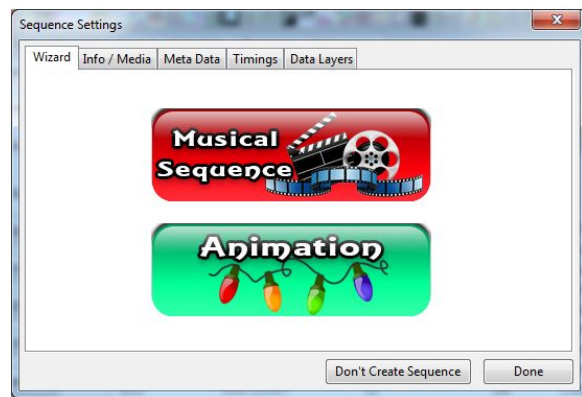 Sequence Settings
Wizard Info / Media Meta Data Timings Data Layers
Musical
Sequence
Animation
Don't Create Sequence Done